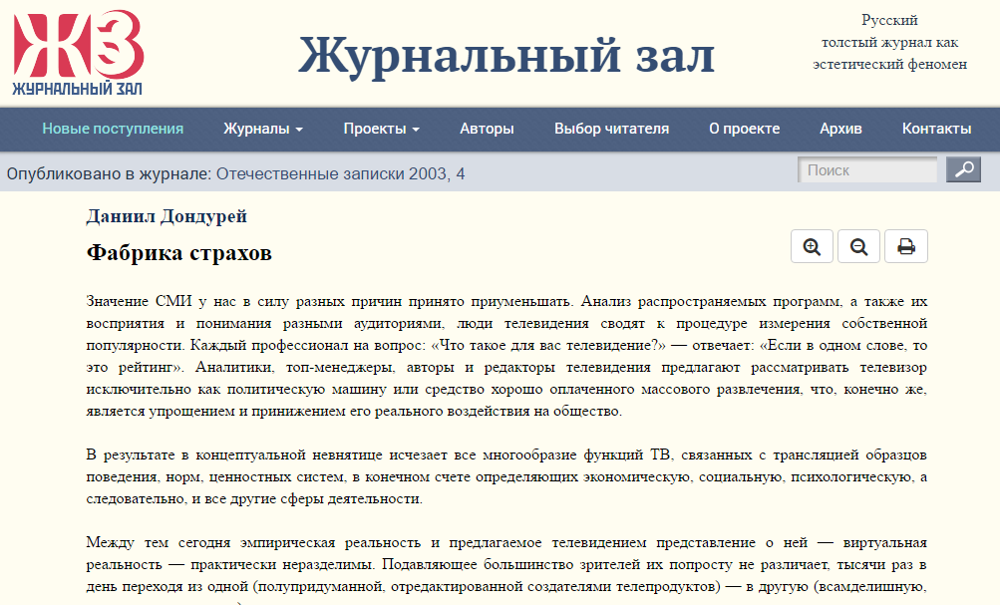 ЖЗ
ЖУРНАЛЬНЫЙ ЗАЛ
Журнальный зал
Русский
толстый журнал как
эстетический феномен
Новые поступления Журналы Проекты Авторы Выбор читателя О проекте Архив Контакты
Опубликовано в журнале: Отечественные записки 2003, 4
Поиск
Даниил Дондурей
Фабрика страхов
Значение СМИ у нас в силу разных причин принято приуменьшать. Анализ распространяемых программ, а также их
восприятия и понимания разными аудиториями, люди телевидения сводят к процедуре измерения собственной
популярности. Каждый профессионал на вопрос: «Что такое для вас телевидение?» — отвечает: «Если в одном слове, то
это рейтинг». Аналитики, топ-менеджеры, авторы и редакторы телевидения предлагают рассматривать телевизор
исключительно как политическую машину или средство хорошо оплаченного массового развлечения, что, конечно же,
является упрощением и принижением его реального воздействия на общество.
В результате в концептуальной невнятице исчезает все многообразие функций ТВ, связанных с трансляцией образцов
поведения, норм, ценностных систем, в конечном счете определяющих экономическую, социальную, психологическую, а
следовательно, и все другие сферы деятельности.
Между тем сегодня эмпирическая реальность и предлагаемое телевидением представление о ней — виртуальная
реальность — практически неразделимы. Подавляющее большинство зрителей их попросту не различает, тысячи раз в
день переходя из одной (полупридуманной, отредактированной создателями телепродуктов) — в другую (всамделишную,